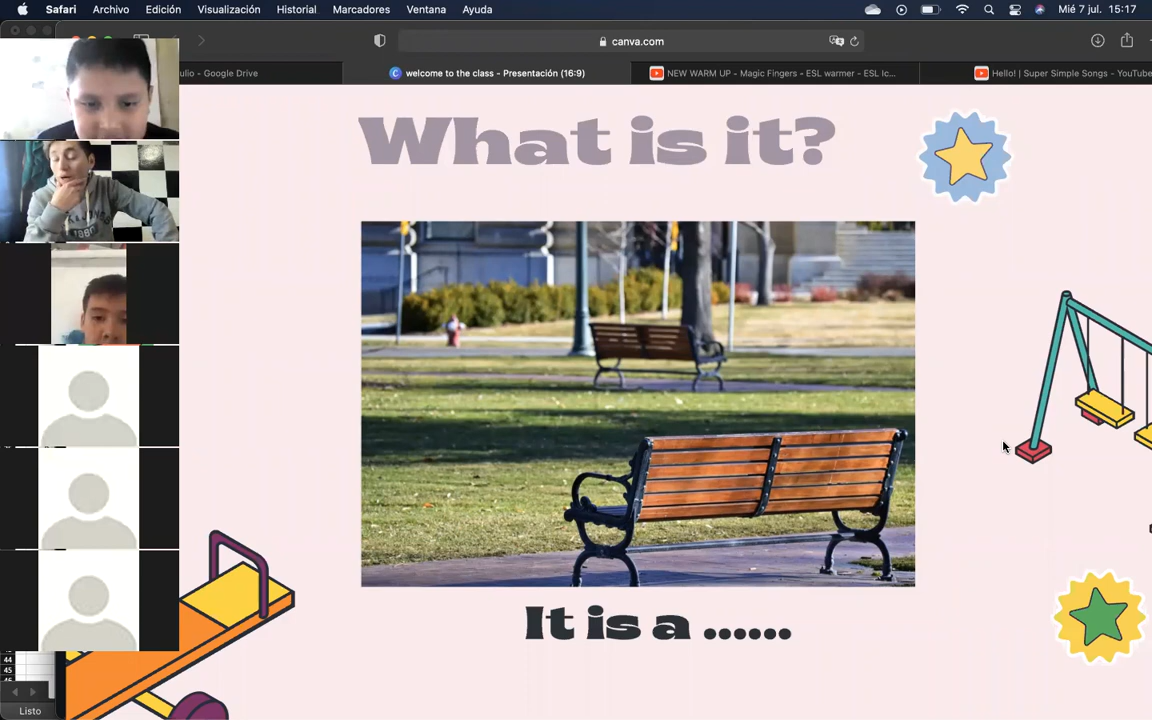 Safari Archivo Edición Visualización Historial Marcadores Ventana Ayuda Mié 7 jul. 15:17
canva.com
ulio - Google Drive
welcome to the class - Presentación (16:9)
NEW WARM UP - Magic Fingers - ESL warmer - ESL Ic...
Hello! | Super Simple Songs - YouTube
What is it?
It is a ......
44
45
Listo